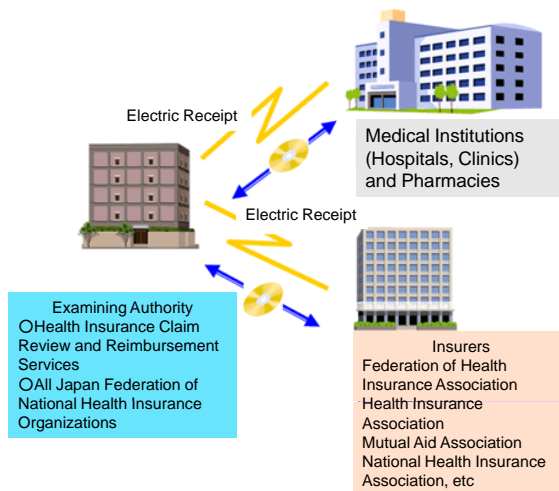 Electric Receipt
Medical Institutions
(Hospitals, Clinics)
and Pharmacies
Electric Receipt
Examining Authority
〇Health Insurance Claim
Review and Reimbursement
Services
〇All Japan Federation of
National Health Insurance
Organizations
Insurers
Federation of Health
Insurance Association
Health Insurance
Association
Mutual Aid Association
National Health Insurance
Association, etc